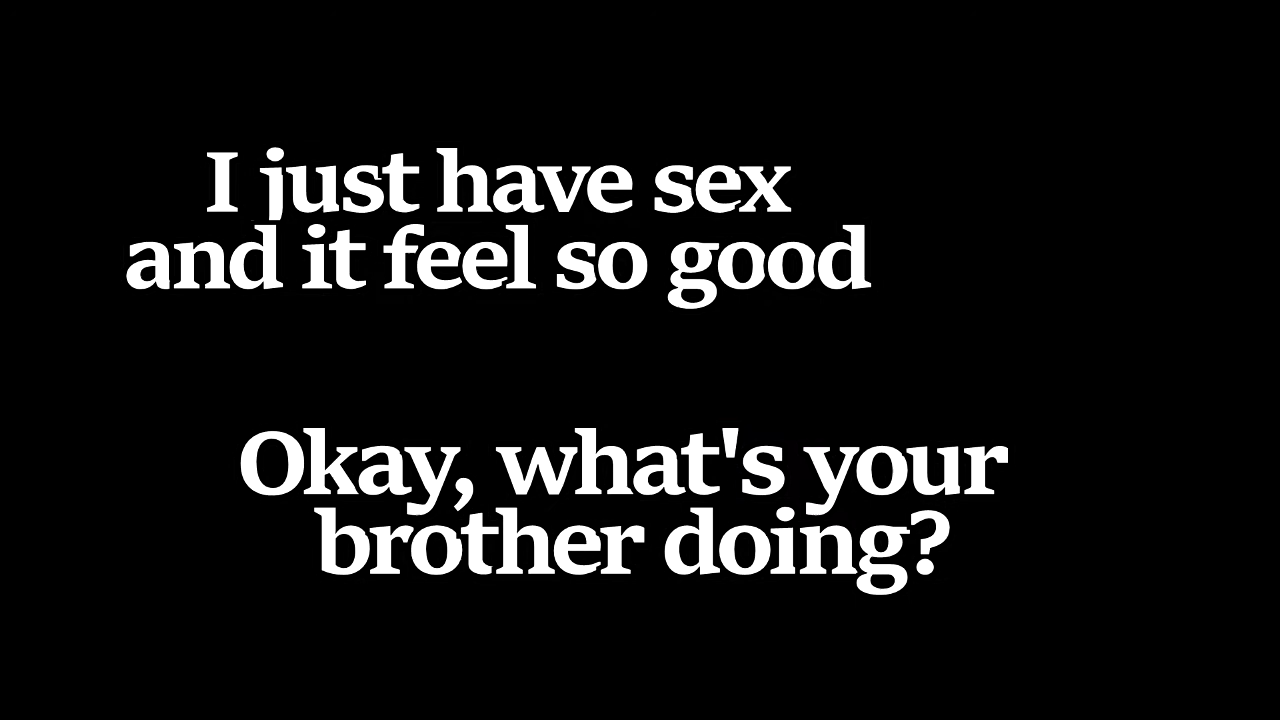 I just have sex
and it feel so good
Okay, what's your
brother doing?